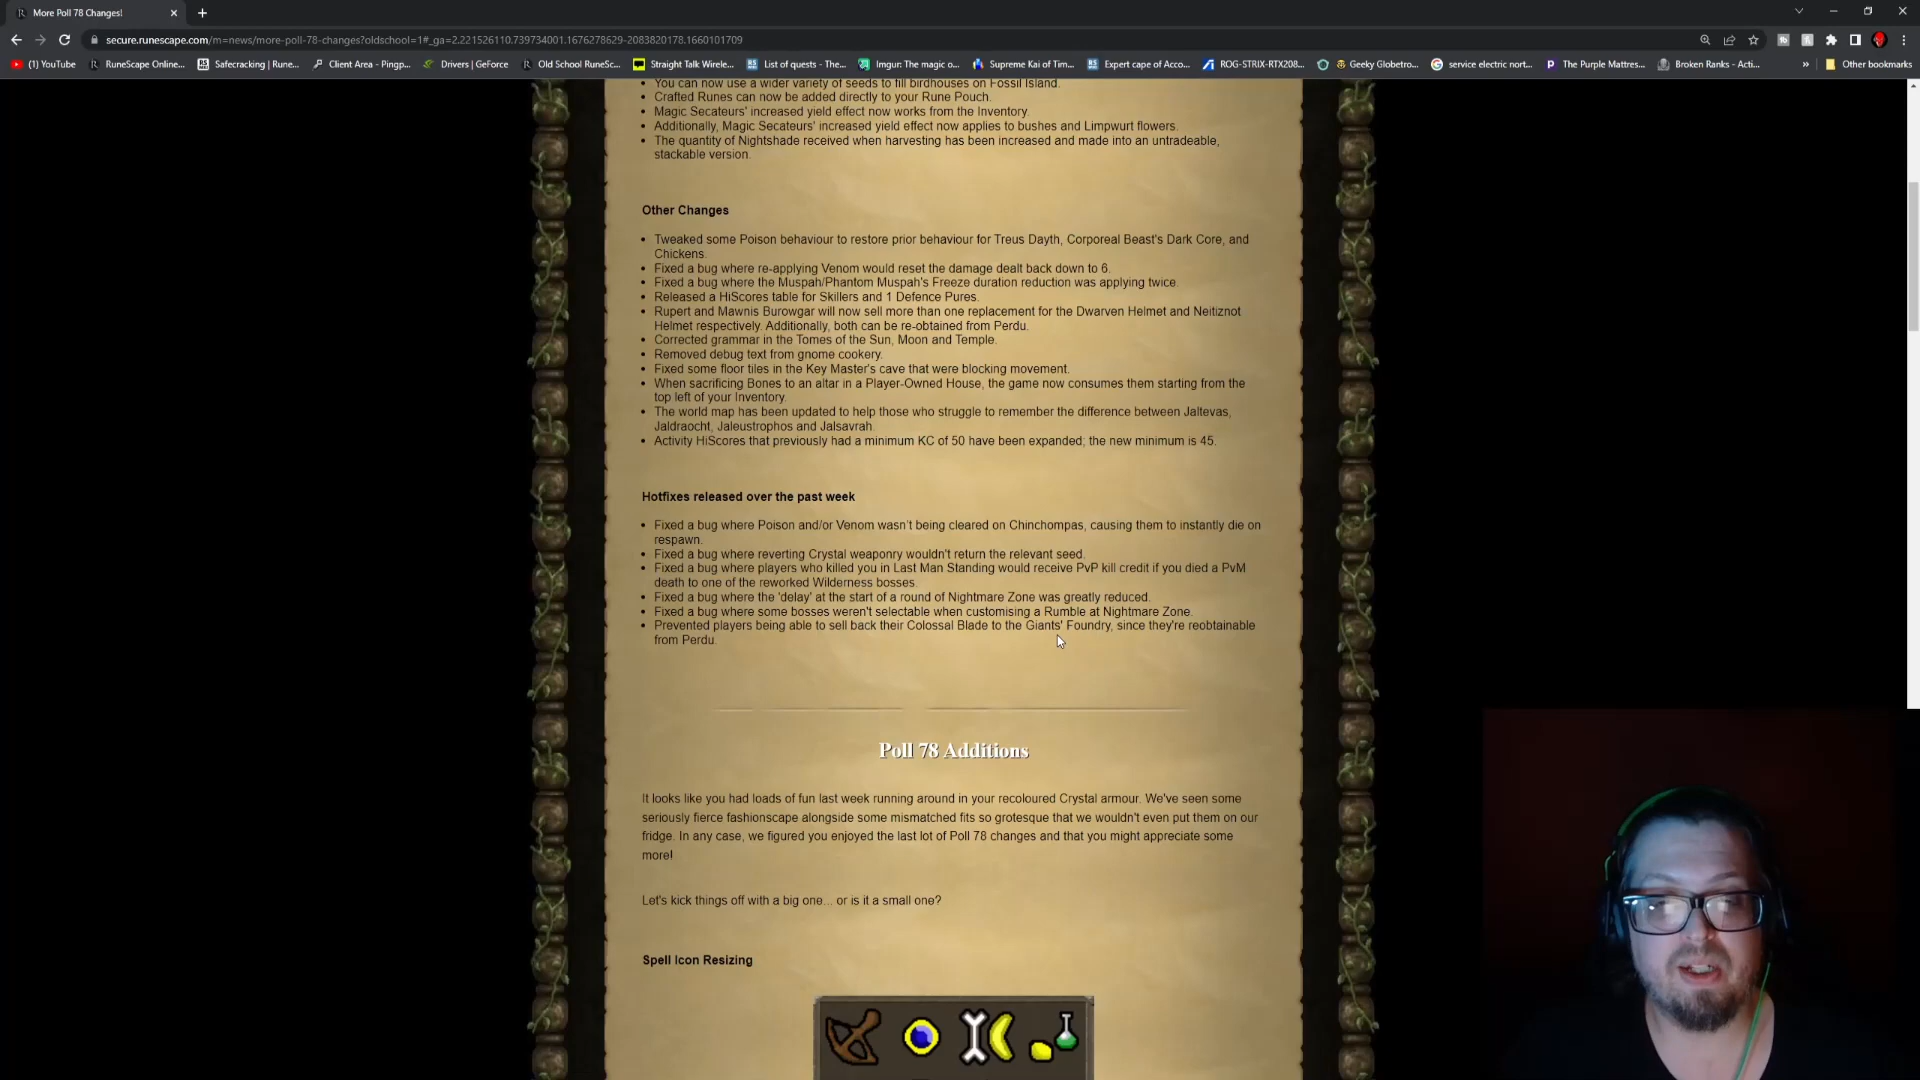 More Poll 78 Changes!
secure.runescape.com/m=news/more-poll-78-changes?oldschool=1#_ga=2.221526110.739734001.1676278629-2083820178.1660101709
(1) YouTube
RuneScape Online...
Safecracking | Rune...
Client Area - Pingp...
Drivers | GeForce
Old School RuneSc...
Straight Talk Wirele...
List of quests - The...
Imgur: The magic o...
Supreme Kai of Tim...
Expert cape of Acco...
ROG-STRIX-RTX208...
Geeky Globetro...
service electric nort...
The Purple Mattres...
Broken Ranks - Acti...
»
Other bookmarks
You can now use a wider variety of seeds to fill birdhouses on Fossil Island.
Crafted Runes can now be added directly to your Rune Pouch.
Magic Secateurs' increased yield effect now works from the Inventory.
Additionally, Magic Secateurs' increased yield effect now applies to bushes and Limpwurt flowers.
The quantity of Nightshade received when harvesting has been increased and made into an untradeable,
stackable version.
Other Changes
Tweaked some Poison behaviour to restore prior behaviour for Treus Dayth, Corporeal Beast's Dark Core, and
Chickens.
Fixed a bug where re-applying Venom would reset the damage dealt back down to 6.
Fixed a bug where the Muspah/Phantom Muspah's Freeze duration reduction was applying twice.
Released a HiScores table for Skillers and 1 Defence Pures.
Rupert and Mawnis Burowgar will now sell more than one replacement for the Dwarven Helmet and Neitiznot
Helmet respectively. Additionally, both can be re-obtained from Perdu.
Corrected grammar in the Tomes of the Sun, Moon and Temple.
Removed debug text from gnome cookery.
Fixed some floor tiles in the Key Master's cave that were blocking movement.
When sacrificing Bones to an altar in a Player-Owned House, the game now consumes them starting from the
top left of your Inventory.
The world map has been updated to help those who struggle to remember the difference between Jaltevas,
Jaldraocht, Jaleustrophos and Jalsavrah.
Activity HiScores that previously had a minimum KC of 50 have been expanded; the new minimum is 45.
Hotfixes released over the past week
Fixed a bug where Poison and/or Venom wasn't being cleared on Chinchompas, causing them to instantly die on
respawn.
Fixed a bug where reverting Crystal weaponry wouldn't return the relevant seed.
Fixed a bug where players who killed you in Last Man Standing would receive PvP kill credit if you died a PvM
death to one of the reworked Wilderness bosses.
Fixed a bug where the 'delay' at the start of a round of Nightmare Zone was greatly reduced.
Fixed a bug where some bosses weren't selectable when customising a Rumble at Nightmare Zone.
Prevented players being able to sell back their Colossal Blade to the Giants' Foundry, since they're reobtainable
from Perdu.
Poll 78 Additions
It looks like you had loads of fun last week running around in your recoloured Crystal armour. We've seen some
seriously fierce fashionscape alongside some mismatched fits so grotesque that we wouldn't even put them on our
fridge. In any case, we figured you enjoyed the last lot of Poll 78 changes and that you might appreciate some
more!
Let's kick things off with a big one... or is it a small one?
Spell Icon Resizing